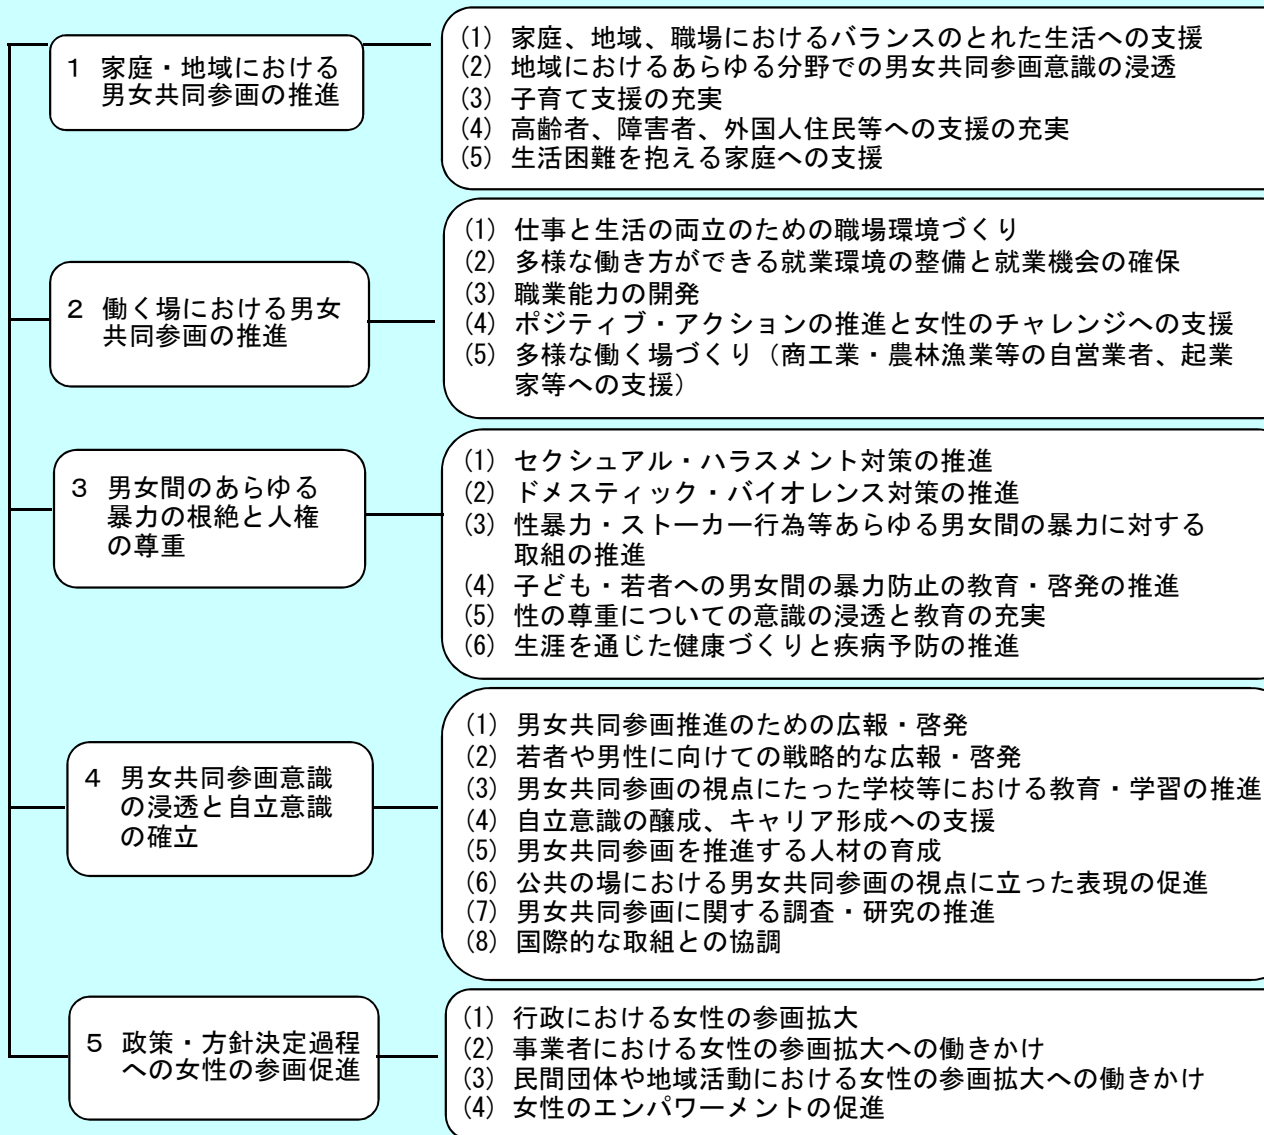 1 家庭・地域における
男女共同参画の推進
(1) 家庭、地域、職場におけるバランスのとれた生活への支援
(2) 地域におけるあらゆる分野での男女共同参画意識の浸透
(3) 子育て支援の充実
(4) 高齢者、障害者、外国人住民等への支援の充実
(5) 生活困難を抱える家庭への支援
2 働く場における男女
共同参画の推進
(1) 仕事と生活の両立のための職場環境づくり
(2) 多様な働き方ができる就業環境の整備と就業機会の確保
(3) 職業能力の開発
(4) ポジティブ・アクションの推進と女性のチャレンジへの支援
(5) 多様な働く場づくり（商工業・農林漁業等の自営業者、起業
家等への支援）
3 男女間のあらゆる
暴力の根絶と人権
の尊重
(1) セクシュアル・ハラスメント対策の推進
(2) ドメスティック・バイオレンス対策の推進
(3) 性暴力・ストーカー行為等あらゆる男女間の暴力に対する
取組の推進
(4) 子ども・若者への男女間の暴力防止の教育・啓発の推進
(5) 性の尊重についての意識の浸透と教育の充実
(6) 生涯を通じた健康づくりと疾病予防の推進
4 男女共同参画意識
の浸透と自立意識
の確立
(1) 男女共同参画推進のための広報・啓発
(2) 若者や男性に向けての戦略的な広報・啓発
(3) 男女共同参画の視点にたった学校等における教育・学習の推進
(4) 自立意識の醸成、キャリア形成への支援
(5) 男女共同参画を推進する人材の育成
(6) 公共の場における男女共同参画の視点に立った表現の促進
(7) 男女共同参画に関する調査・研究の推進
(8) 国際的な取組との協調
5 政策・方針決定過程
への女性の参画促進
(1) 行政における女性の参画拡大
(2) 事業者における女性の参画拡大への働きかけ
(3) 民間団体や地域活動における女性の参画拡大への働きかけ
(4) 女性のエンパワーメントの促進